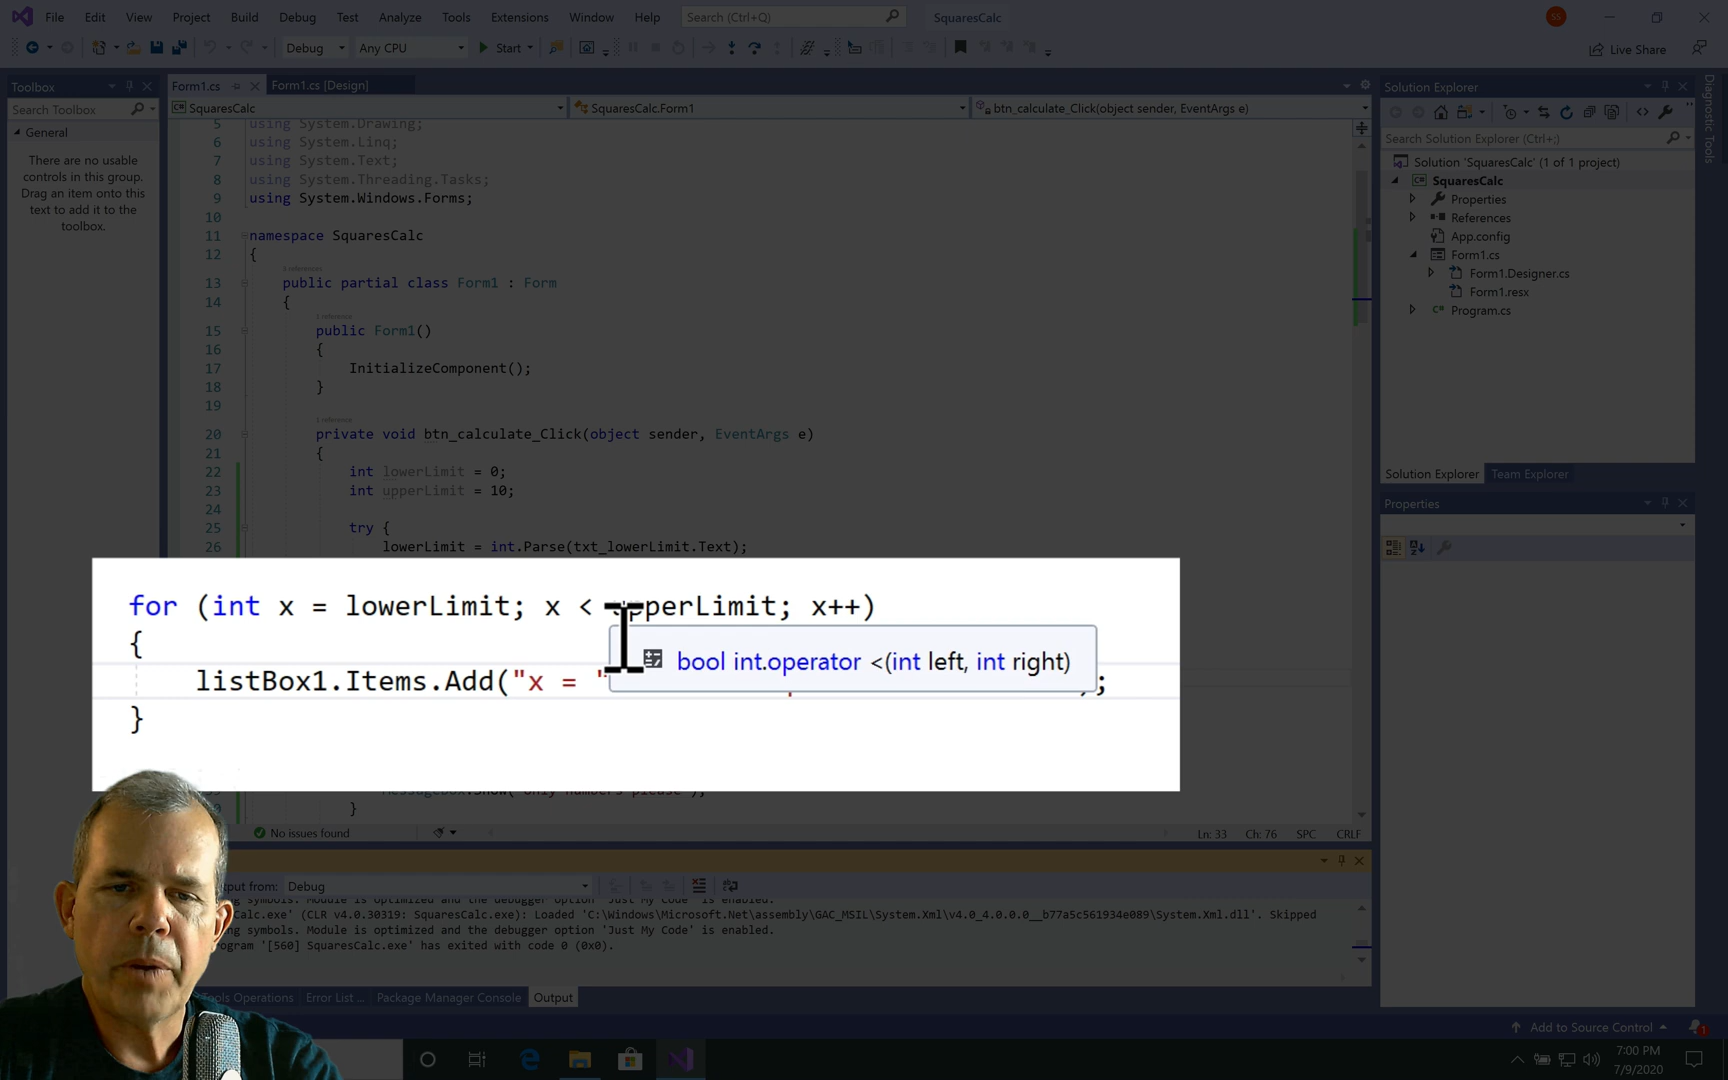 File Edit View Project Build Debug Test Analyze Tools Extensions Window Help Search (Ctrl+Q) SquaresCalc SS
Debug Any CPU Start Live Share
Toolbox
Search Toolbox
General
There are no usable
controls in this group.
Drag an item onto this
text to add it to the
toolbox.
Form1.cs Form1.cs [Design]
SquaresCalc SquaresCalc.Form1 btn_calculate_Click(object sender, EventArgs e)
5 using System.Drawing;
6 using System.Linq;
7 using System.Text;
8 using System.Threading.Tasks;
9 using System.Windows.Forms;
10
11 namespace SquaresCalc
12 {
13 public partial class Form1 : Form
14 {
1 reference
15 public Form1()
16 {
17 InitializeComponent();
18 }
19
1 reference
20 private void btn_calculate_Click(object sender, EventArgs e)
21 {
22 int lowerLimit = 0;
23 int upperLimit = 10;
24
25 try {
26 lowerLimit = int.Parse(txt_lowerLimit.Text);
for (int x = lowerLimit; x < upperLimit; x++)
{
bool int.operator <(int left, int right)
listBox1.Items.Add("x = " );
}
}
No issues found Ln: 33 Ch: 76 SPC CRLF
from: Debug
symbols. Module is optimized and the debugger option 'Just My Code' is enabled.
Calc.exe' (CLR v4.0.30319: SquaresCalc.exe): Loaded 'C:\Windows\Microsoft.Net\assembly\GAC_MSIL\System.Xml\v4.0_4.0.0.0__b77a5c561934e089\System.Xml.dll'. Skipped
symbols. Module is optimized and the debugger option 'Just My Code' is enabled.
'[560] SquaresCalc.exe' has exited with code 0 (0x0).
Tools Operations Error List ... Package Manager Console Output
Solution Explorer
Search Solution Explorer (Ctrl+;)
Solution 'SquaresCalc' (1 of 1 project)
SquaresCalc
Properties
References
App.config
Form1.cs
Form1.Designer.cs
Form1.resx
Program.cs
Solution Explorer Team Explorer
Properties
Diagnostic Tools
Add to Source Control 1
7:00 PM
7/9/2020